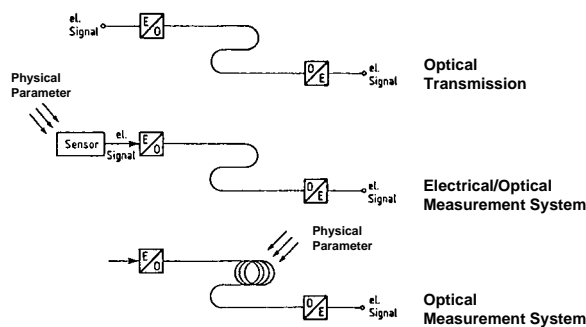 el.
Signal
E/O
O/E
el.
Signal
Optical
Transmission
Physical
Parameter
Sensor
el.
Signal
E/O
O/E
el.
Signal
Electrical/Optical
Measurement System
Physical
Parameter
E/O
O/E
el.
Signal
Optical
Measurement System